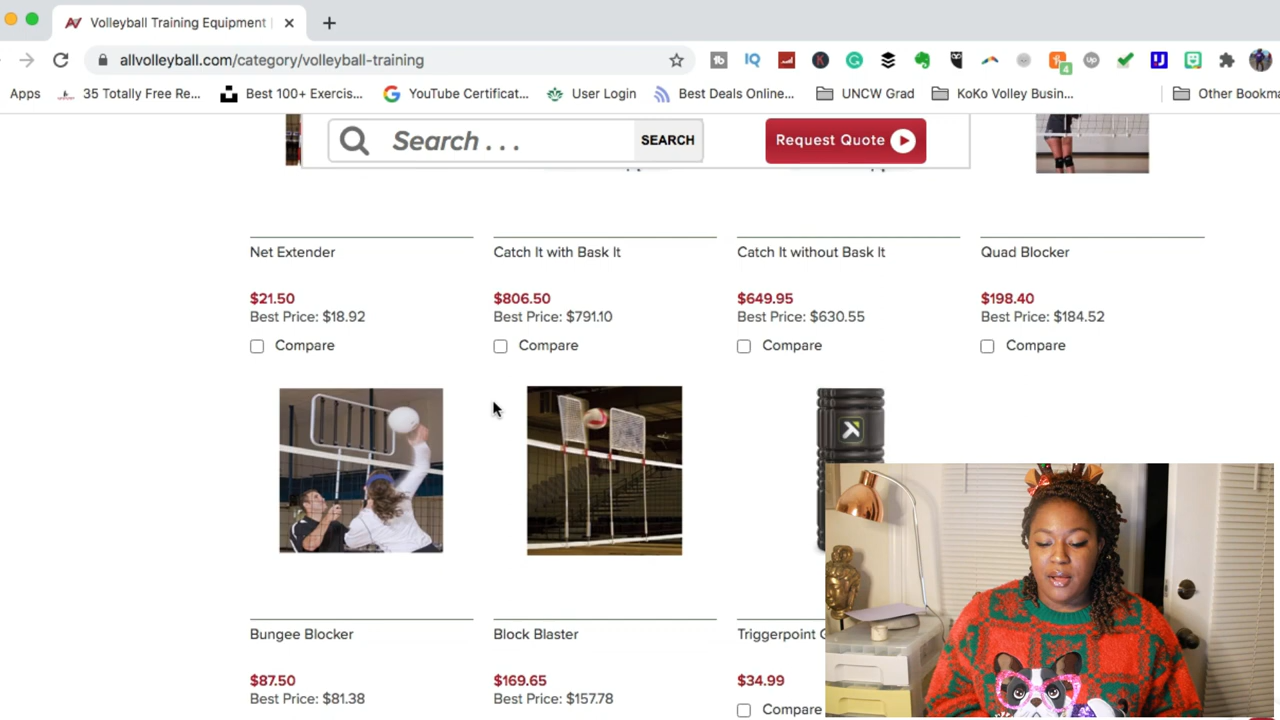 Volleyball Training Equipment |
allvolleyball.com/category/volleyball-training
Apps
35 Totally Free Re...
Best 100+ Exercis...
YouTube Certificat...
User Login
Best Deals Online...
UNCW Grad
KoKo Volley Busin...
Other Bookma
Search . . .
SEARCH
Request Quote
Net Extender
Catch It with Bask It
Catch It without Bask It
Quad Blocker
$21.50
$806.50
$649.95
$198.40
Best Price: $18.92
Best Price: $791.10
Best Price: $630.55
Best Price: $184.52
Compare
Compare
Compare
Compare
Bungee Blocker
Block Blaster
Triggerpoint
$87.50
$169.65
$34.99
Best Price: $81.38
Best Price: $157.78
Compare